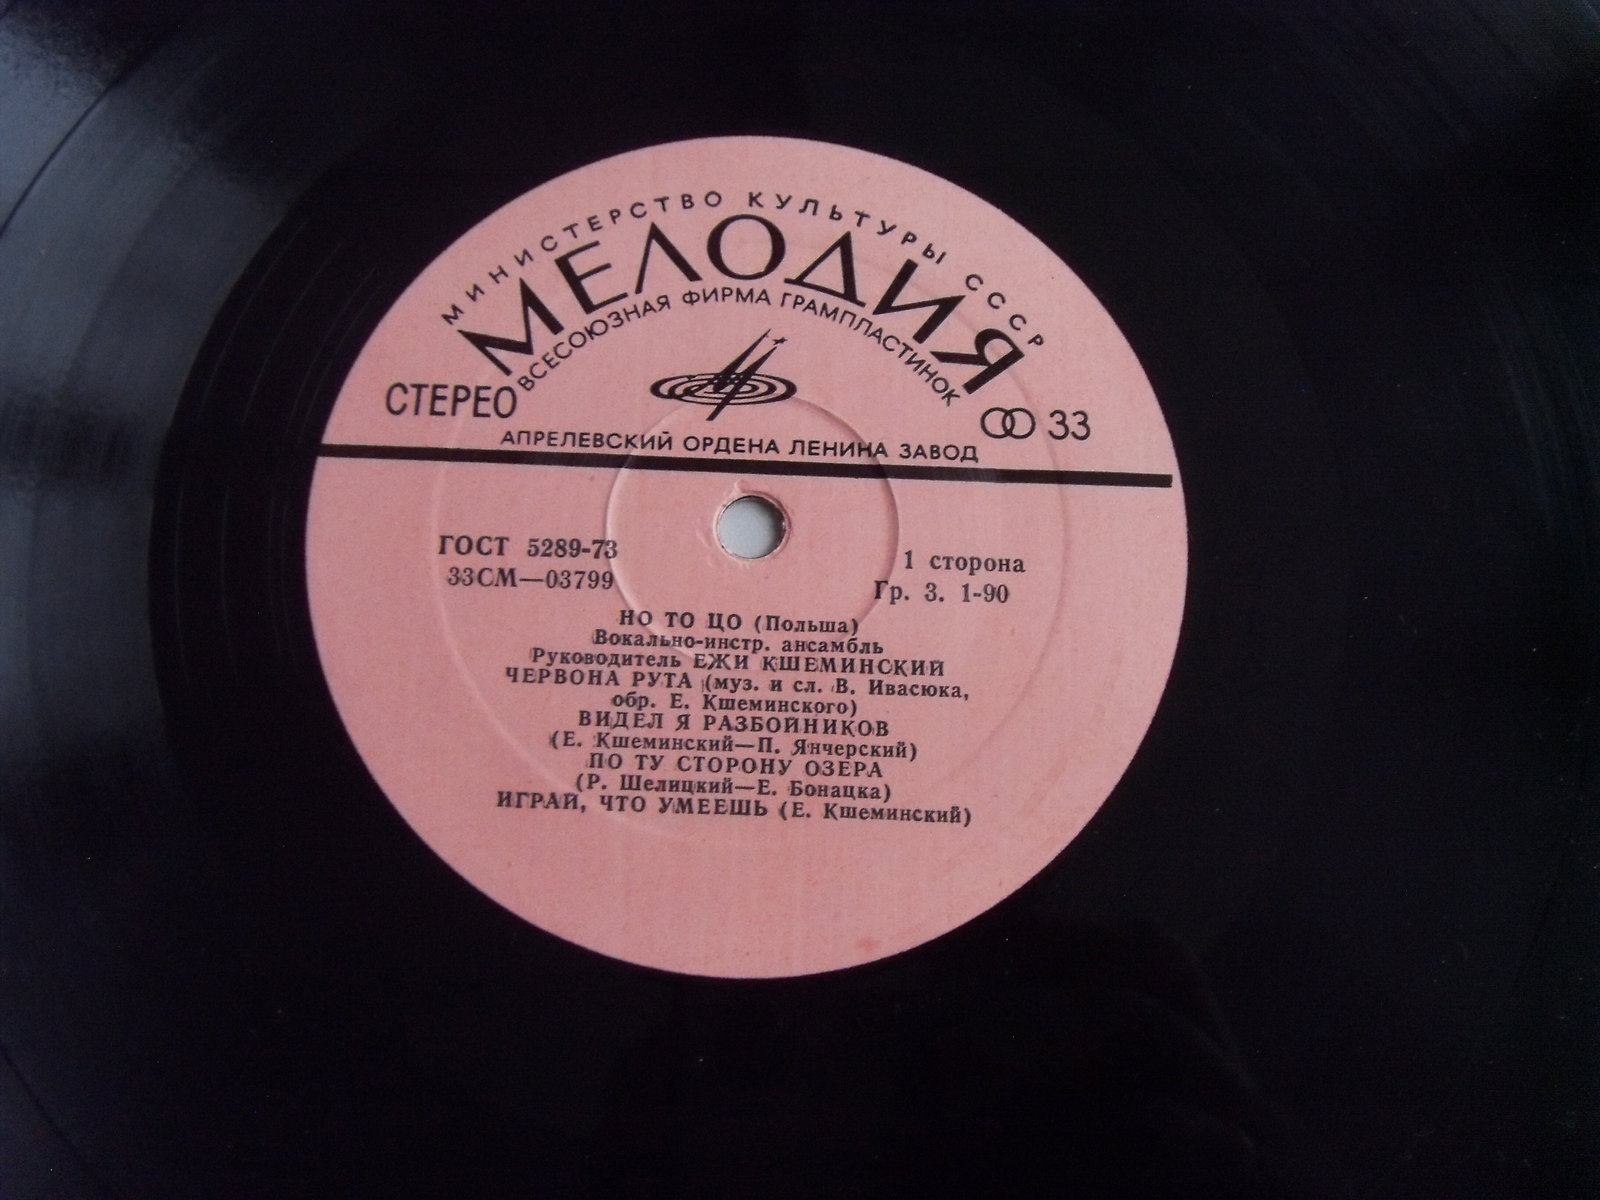 МИНИСТЕРСТВО КУЛЬТУРЫ СССР
МЕЛОДИЯ
ВСЕСОЮЗНАЯ ФИРМА ГРАМПЛАСТИНОК
СТЕРЕО
33
АПРЕЛЕВСКИЙ ОРДЕНА ЛЕНИНА ЗАВОД
ГОСТ 5289-73
33СМ—03799
1 сторона
Гр. 3. 1-90
НО ТО ЦО (Польша)
Вокально-инстр. ансамбль
Руководитель ЕЖИ КШЕМИНСКИЙ
ЧЕРВОНА РУТА (муз. и сл. В. Ивасюка,
обр. Е. Кшеминского)
ВИДЕЛ Я РАЗБОЙНИКОВ
(Е. Кшеминский—П. Янчерский)
ПО ТУ СТОРОНУ ОЗЕРА
(Р. Шелицкий—Е. Бонацка)
ИГРАЙ, ЧТО УМЕЕШЬ (Е. Кшеминский)